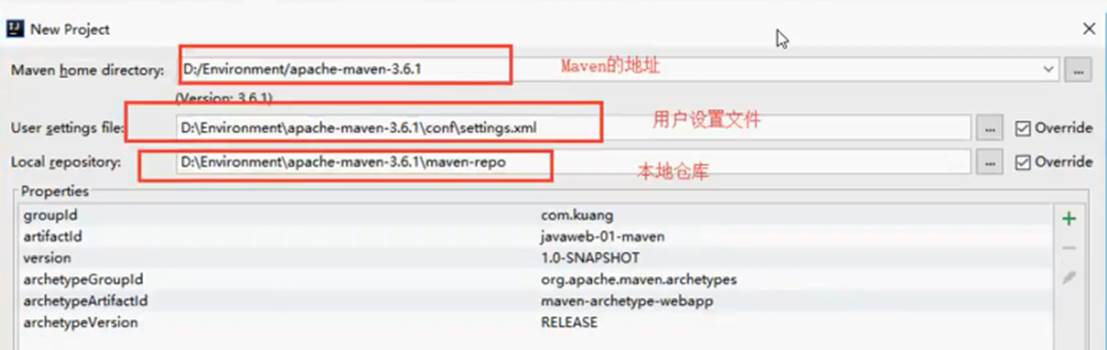 New Project
Maven home directory: D:/Environment/apache-maven-3.6.1 Maven的地址
(Version: 3.6.1)
User settings file: D:\Environment\apache-maven-3.6.1\conf\settings.xml 用户设置文件 ... Override
Local repository: D:\Environment\apache-maven-3.6.1\maven-repo 本地仓库 ... Override
Properties
groupId com.kuang
artifactId javaweb-01-maven
version 1.0-SNAPSHOT
archetypeGroupId org.apache.maven.archetypes
archetypeArtifactId maven-archetype-webapp
archetypeVersion RELEASE